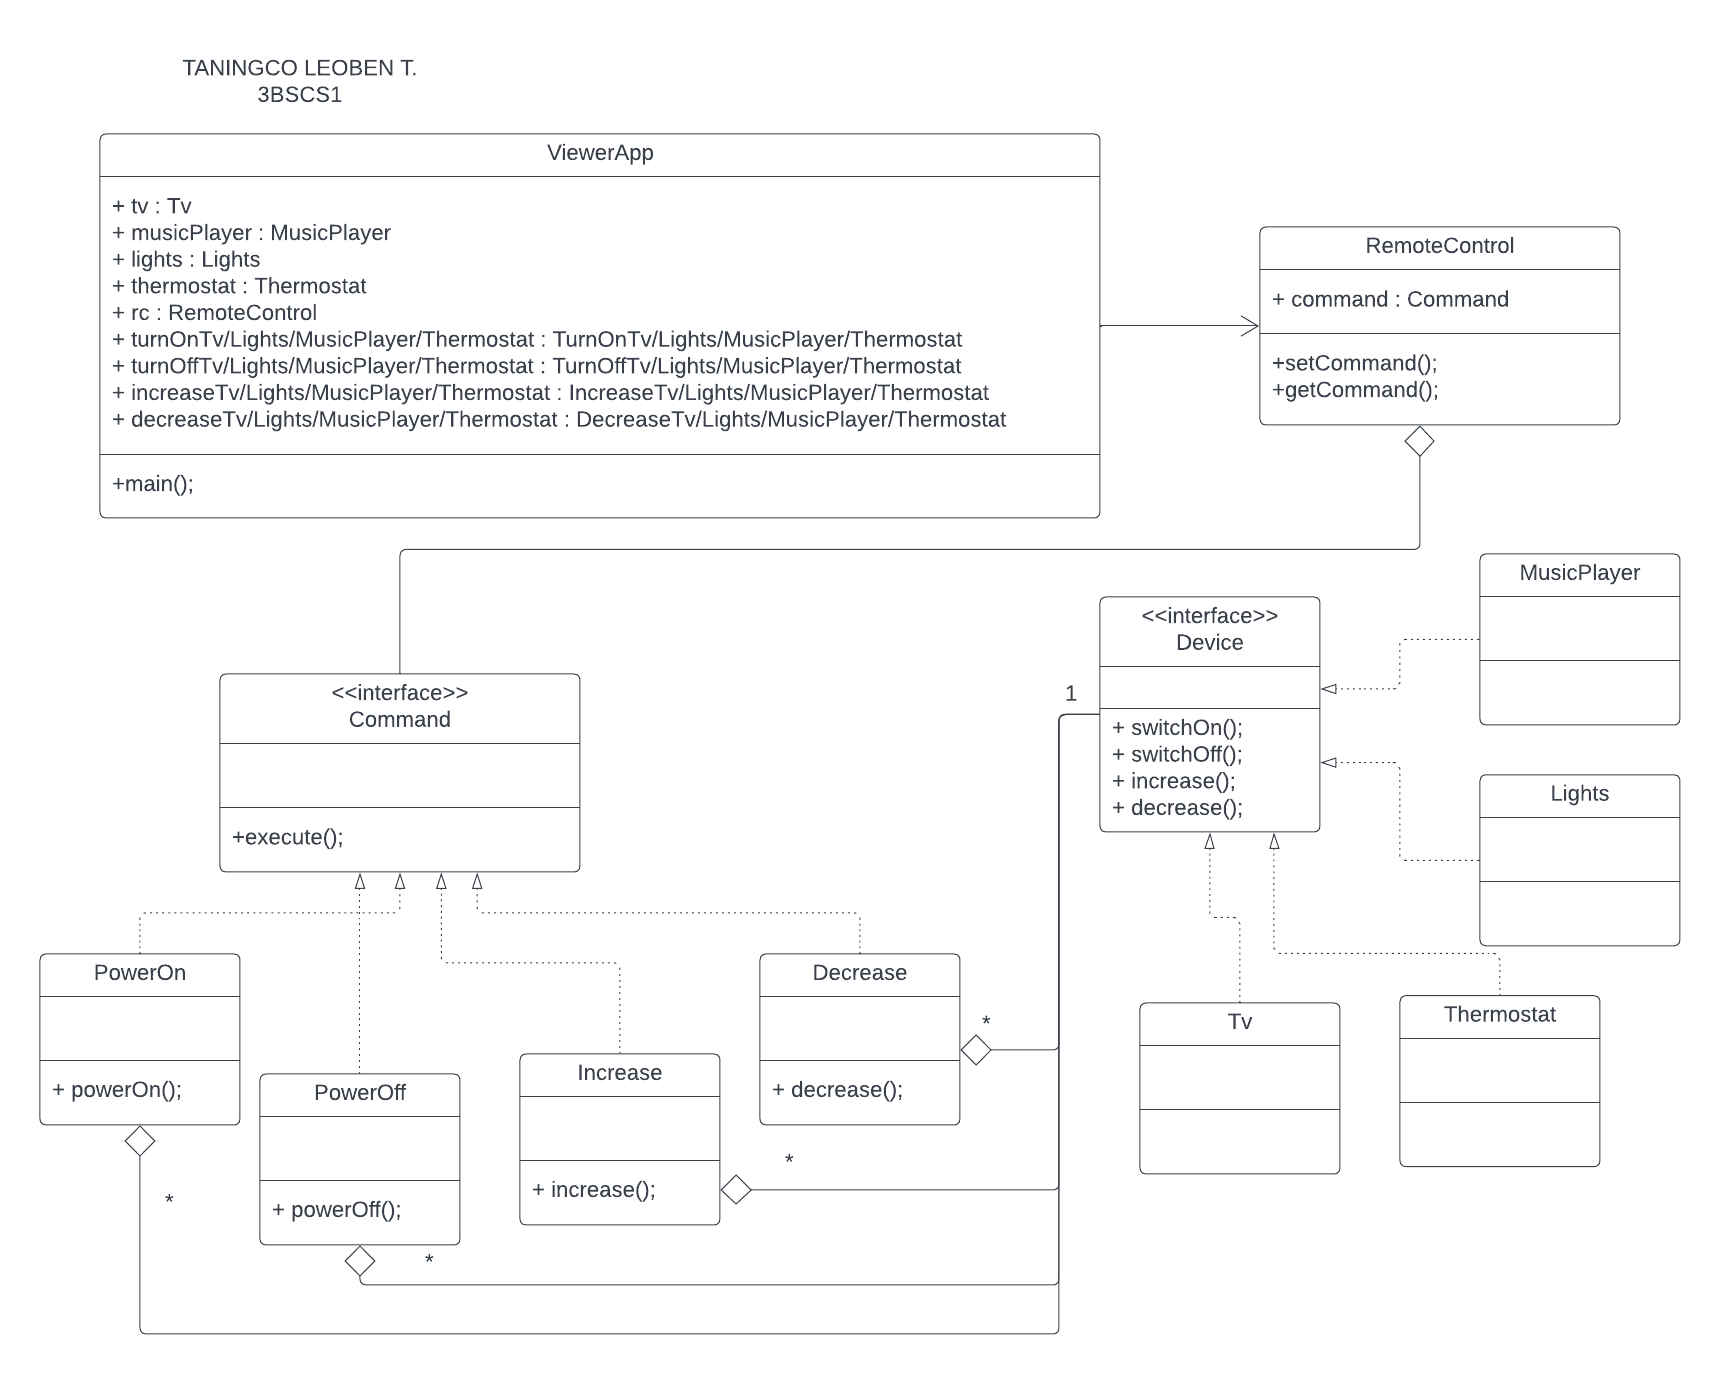 TANINGCO LEOBEN T.
3BSCS1
ViewerApp
+ tv : Tv
+ musicPlayer : MusicPlayer
+ lights : Lights
+ thermostat : Thermostat
+ rc : RemoteControl
+ turnOnTv/Lights/MusicPlayer/Thermostat : TurnOnTv/Lights/MusicPlayer/Thermostat
+ turnOffTv/Lights/MusicPlayer/Thermostat : TurnOffTv/Lights/MusicPlayer/Thermostat
+ increaseTv/Lights/MusicPlayer/Thermostat : IncreaseTv/Lights/MusicPlayer/Thermostat
+ decreaseTv/Lights/MusicPlayer/Thermostat : DecreaseTv/Lights/MusicPlayer/Thermostat
+main();
RemoteControl
+ command : Command
+setCommand();
+getCommand();
<<interface>>
Command
+execute();
<<interface>>
Device
+ switchOn();
+ switchOff();
+ increase();
+ decrease();
1
MusicPlayer
Lights
Tv
Thermostat
PowerOn
+ powerOn();
*
PowerOff
+ powerOff();
*
Increase
+ increase();
*
Decrease
+ decrease();
*